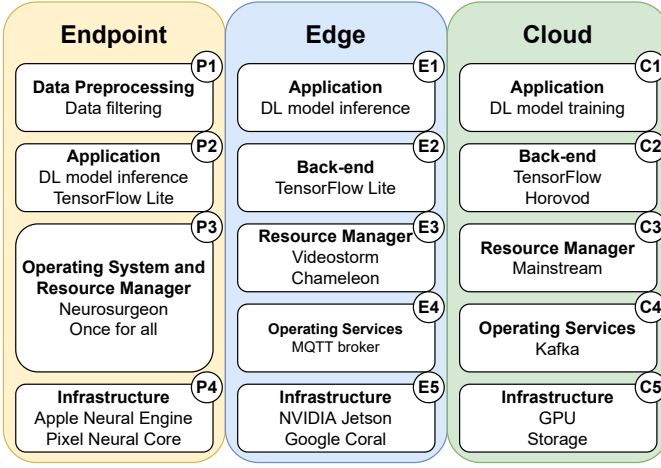 Endpoint
P1
Data Preprocessing
Data filtering
P2
Application
DL model inference
TensorFlow Lite
P3
Operating System and
Resource Manager
Neurosurgeon
Once for all
P4
Infrastructure
Apple Neural Engine
Pixel Neural Core
Edge
E1
Application
DL model inference
E2
Back-end
TensorFlow Lite
E3
Resource Manager
Videostorm
Chameleon
E4
Operating Services
MQTT broker
E5
Infrastructure
NVIDIA Jetson
Google Coral
Cloud
C1
Application
DL model training
C2
Back-end
TensorFlow
Horovod
C3
Resource Manager
Mainstream
C4
Operating Services
Kafka
C5
Infrastructure
GPU
Storage